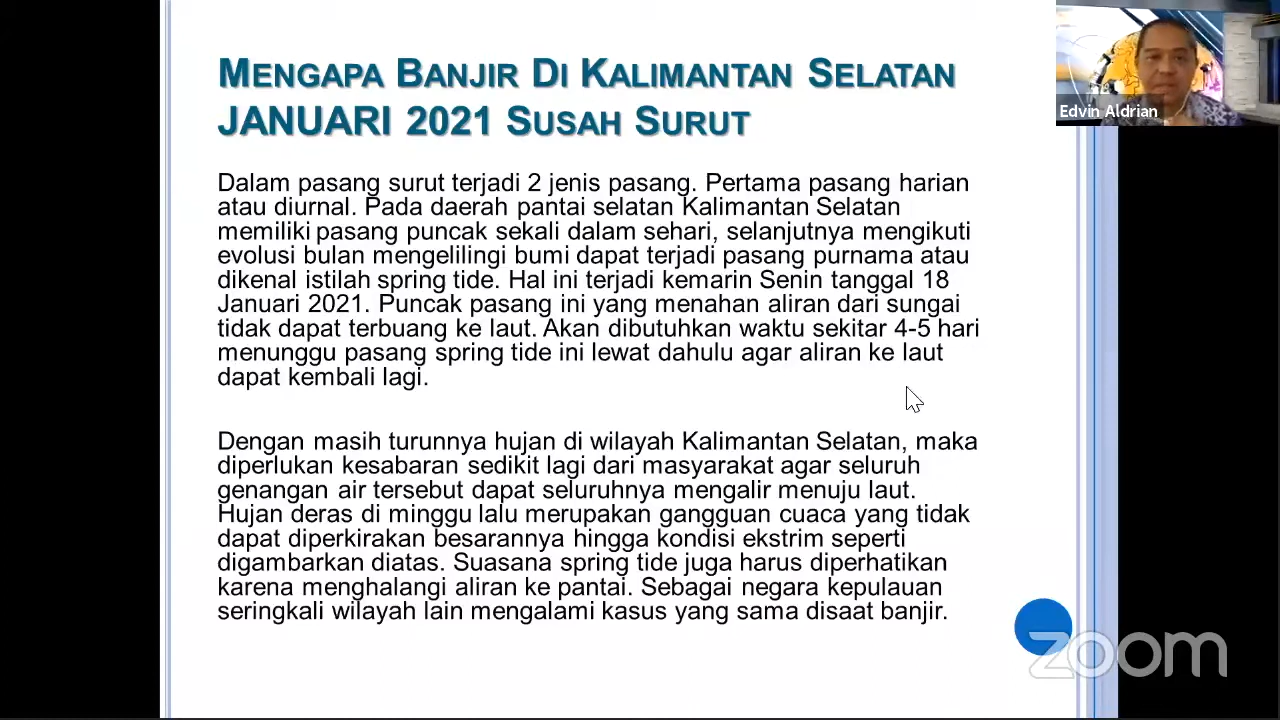 MENGAPA BANJIR DI KALIMANTAN SELATAN
JANUARI 2021 SUSAH SURUT
Edvin Aldrian
Dalam pasang surut terjadi 2 jenis pasang. Pertama pasang harian
atau diurnal. Pada daerah pantai selatan Kalimantan Selatan
memiliki pasang puncak sekali dalam sehari, selanjutnya mengikuti
evolusi bulan mengelilingi bumi dapat terjadi pasang purnama atau
dikenal istilah spring tide. Hal ini terjadi kemarin Senin tanggal 18
Januari 2021. Puncak pasang ini yang menahan aliran dari sungai
tidak dapat terbuang ke laut. Akan dibutuhkan waktu sekitar 4-5 hari
menunggu pasang spring tide ini lewat dahulu agar aliran ke laut
dapat kembali lagi.
Dengan masih turunnya hujan di wilayah Kalimantan Selatan, maka
diperlukan kesabaran sedikit lagi dari masyarakat agar seluruh
genangan air tersebut dapat seluruhnya mengalir menuju laut.
Hujan deras di minggu lalu merupakan gangguan cuaca yang tidak
dapat diperkirakan besarannya hingga kondisi ekstrim seperti
digambarkan diatas. Suasana spring tide juga harus diperhatikan
karena menghalangi aliran ke pantai. Sebagai negara kepulauan
seringkali wilayah lain mengalami kasus yang sama disaat banjir.
zoom